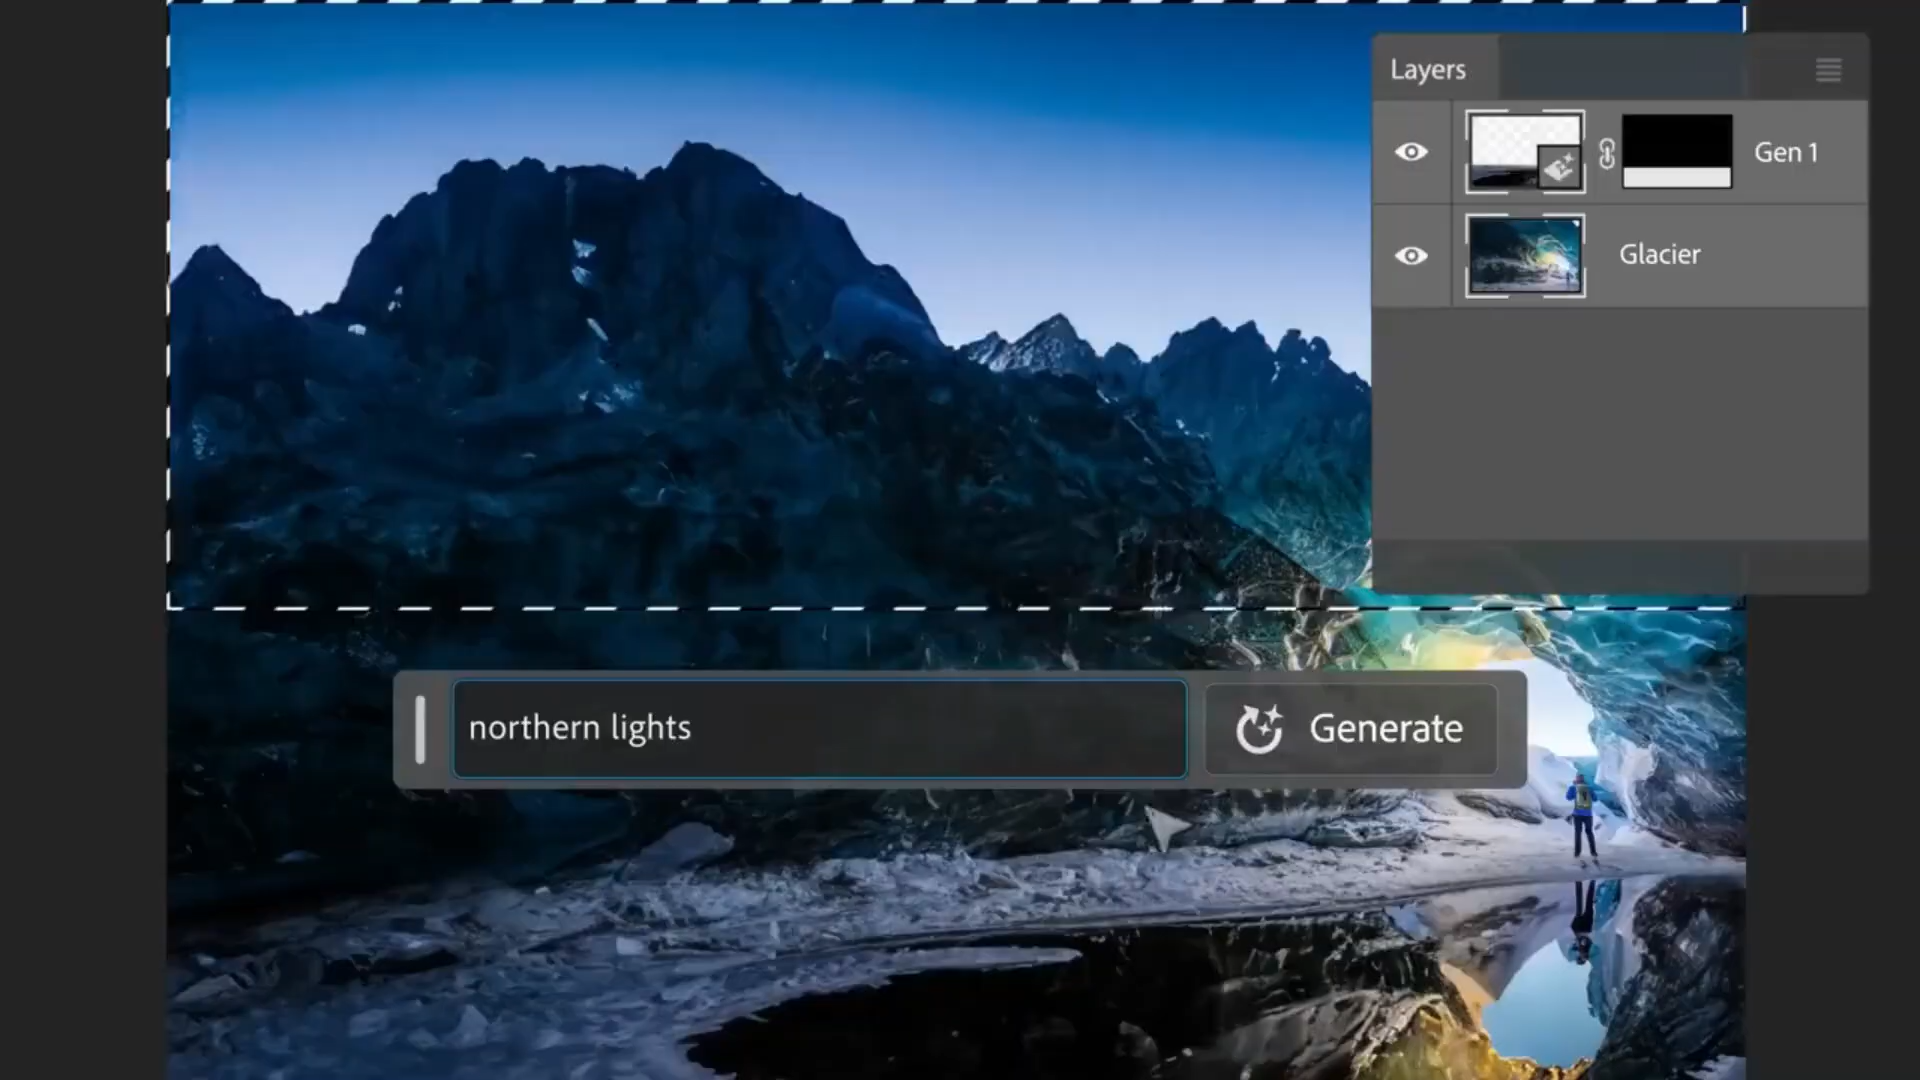 Layers
Gen 1
Glacier
northern lights
Generate